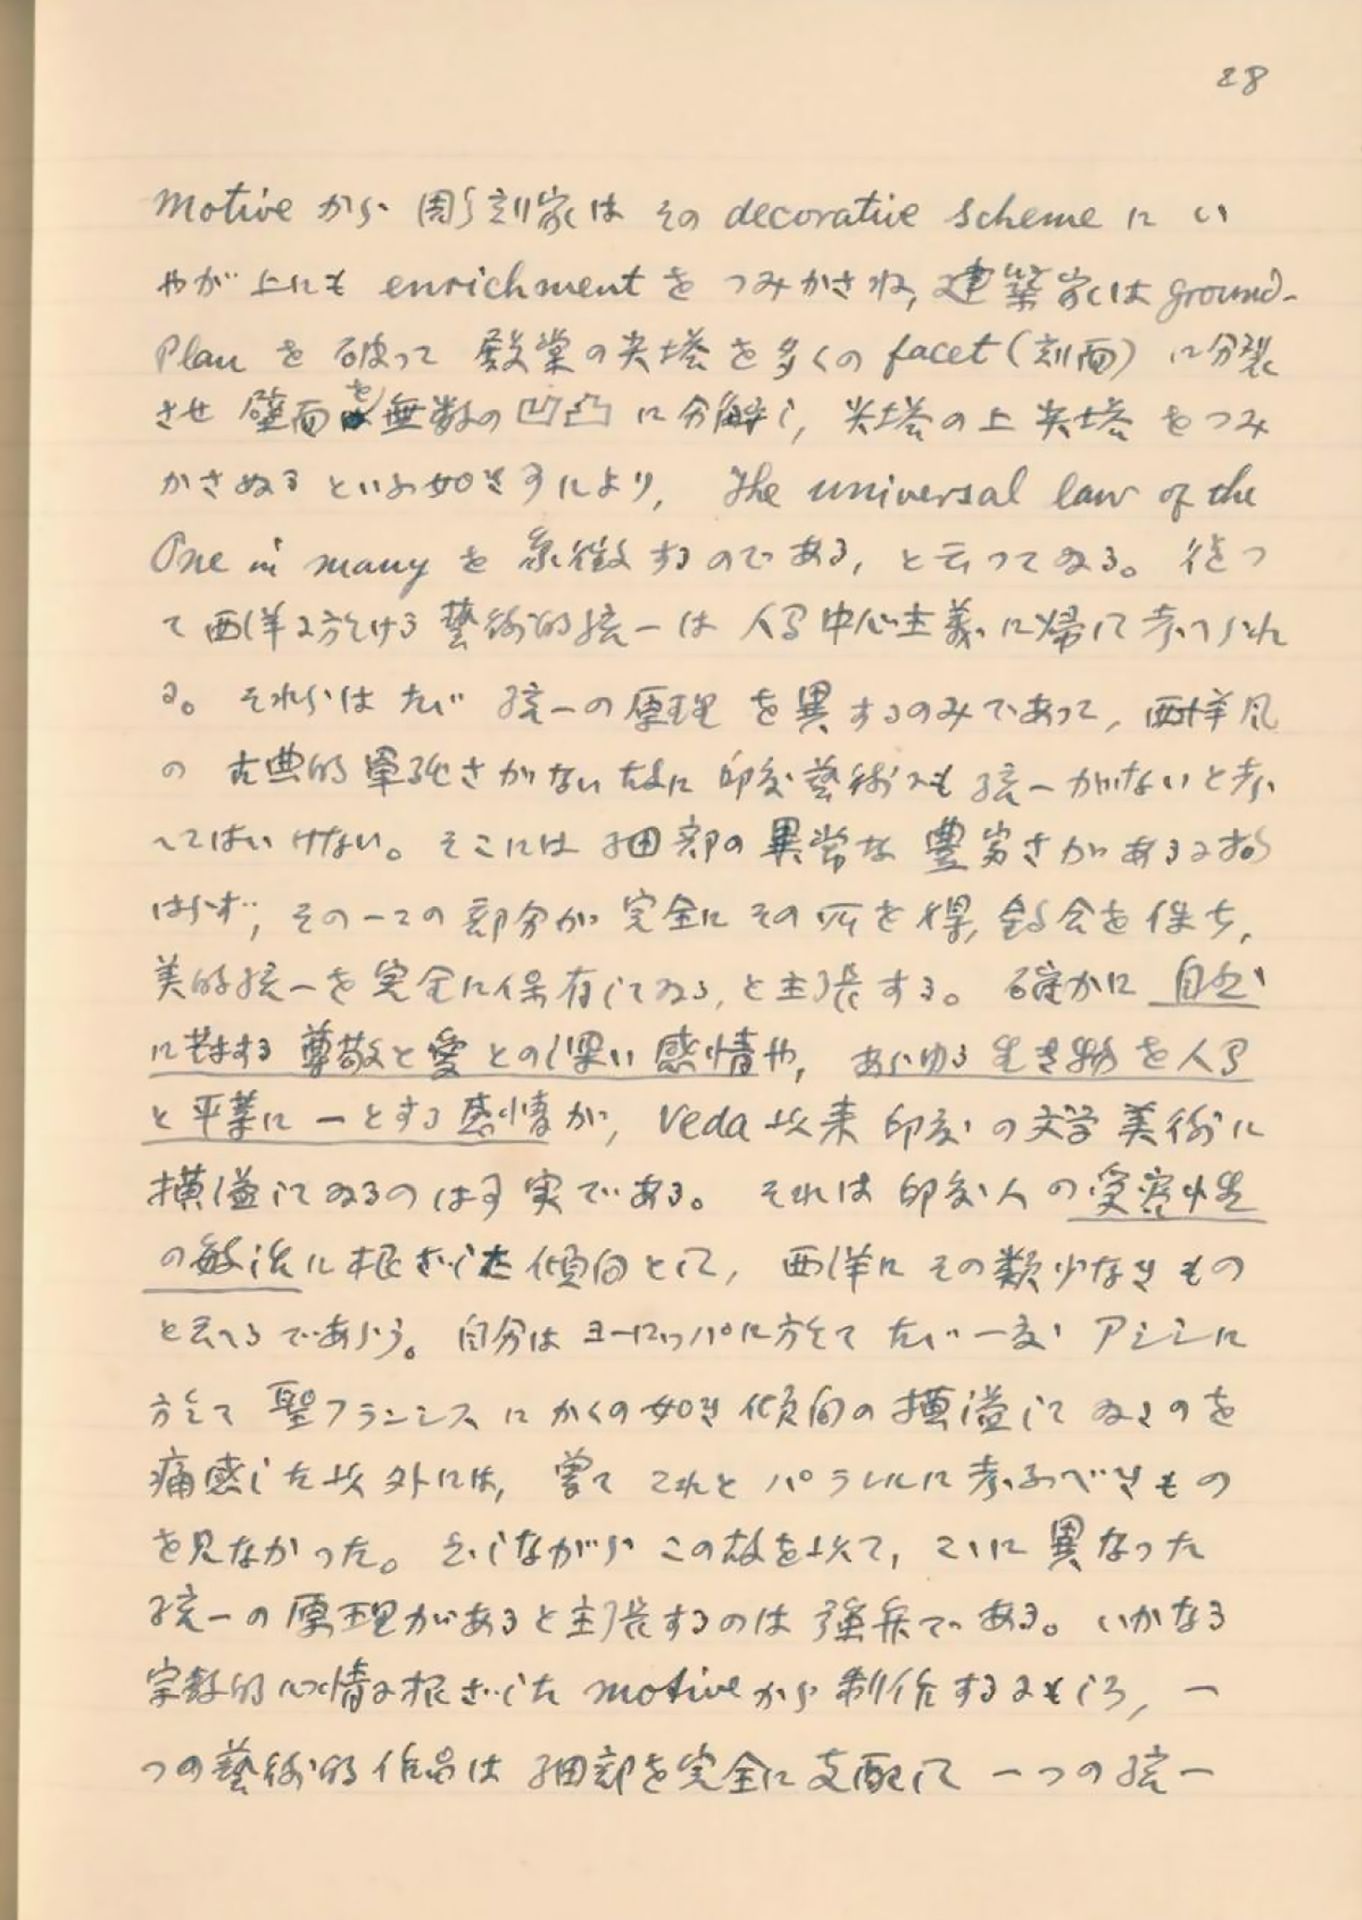 28
motive から 彫刻家は その decorative scheme に い
やが上にも enrichment を つみかさね, 建築家は ground-
plan を 破って 殿堂の尖塔を多くの facet (刻面) に分裂
させ 壁面を無数の凹凸に分解し, 尖塔の上尖塔をつみ
かさぬるといふ如き事により, The universal law of the
One in many を 象徴するのである, と云ってゐる。 従つ
て西洋に於ける藝術的統一は 人間中心主義に帰して考へられ
る。 それらは たゞ 統一の原理を異するのみであって, 西洋風
の 古典的單純さがない故に 印度藝術にも統一がないと考
へてはいけない。 そこには 細部の異常な豊富さがあるに拘
はらず, その一つの部分が完全にその所を得, 釣合を保ち,
美的統一を完全に保有してゐる, と主張する。 確かに 自然
に対する尊敬と愛との深い感情や, あらゆる生き物を人間
と平等に一とする感情が, Veda 以来 印度の文学美術に
横溢してゐるのは事実である。 それは 印度人の受容性
の敏活に根ざした傾向として, 西洋に その類少なきもの
と云へるであらう。 自分は ヨーロッパに於てたゞ一度 アシシに
於て 聖フランシスにかくの如き傾向の横溢してゐるのを
痛感した以外には, 曽て これと パラレルに考ふべきもの
を見なかった。 然しながら この故を以て, こゝに異なった
統一の原理があると主張するのは強弁である。 いかなる
宗教的心情に根ざした motive から 制作するにもしろ, 一
つの藝術的作品は 細部を完全に支配して 一つの統一